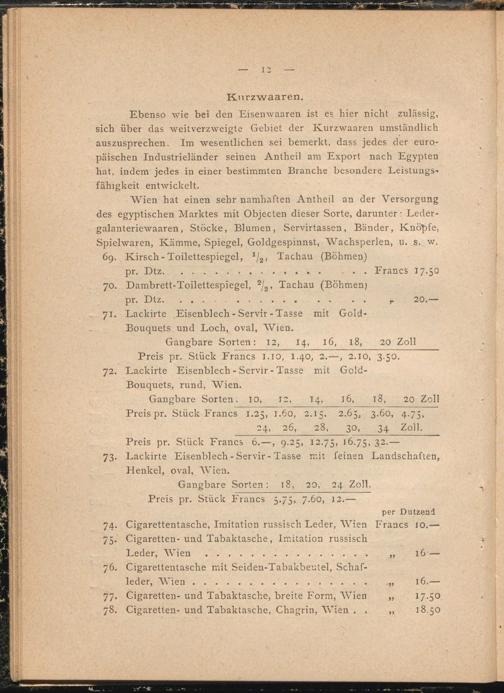 — 12 —
Kurzwaaren.
Ebenso wie bei den Eisenwaaren ist es hier nicht zulässig,
sich über das weitverzweigte Gebiet der Kurzwaaren umständlich
auszusprechen. Im wesentlichen sei bemerkt, dass jedes der euro-
päischen Industrieländer seinen Antheil am Export nach Egypten
hat, indem jedes in einer bestimmten Branche besondere Leistungs-
fähigkeit entwickelt.
Wien hat einen sehr namhaften Antheil an der Versorgung
des egyptischen Marktes mit Objecten dieser Sorte, darunter: Leder-
galanteriewaaren, Stöcke, Blumen, Servirtassen, Bänder, Knöpfe,
Spielwaren, Kämme, Spiegel, Goldgespinnst, Wachsperlen, u. s. w.
69. Kirsch-Toilettespiegel, 1/2, Tachau (Böhmen)
pr. Dtz. . . . . . . . . . . . . . Francs 17.50
70. Dambrett-Toilettespiegel, 2/3, Tachau (Böhmen)
pr. Dtz. . . . . . . . . . . . . . „ 20.—
71. Lackirte Eisenblech-Servir-Tasse mit Gold-
Bouquets und Loch, oval, Wien.
Gangbare Sorten: 12, 14, 16, 18, 20 Zoll
Preis pr. Stück Francs 1.10, 1.40, 2.—, 2.10, 3.50.
72. Lackirte Eisenblech-Servir-Tasse mit Gold-
Bouquets, rund, Wien.
Gangbare Sorten. 10, 12, 14, 16, 18, 20 Zoll
Preis pr. Stück Francs 1.25, 1.60, 2.15. 2.65, 3.60, 4.75,
24, 26, 28, 30, 34 Zoll.
Preis pr. Stück Francs 6.—, 9.25, 12.75, 16.75, 32.—
73. Lackirte Eisenblech-Servir-Tasse mit feinen Landschaften,
Henkel, oval, Wien.
Gangbare Sorten: 18, 20, 24 Zoll.
Preis pr. Stück Francs 5.75, 7.60, 12.—
per Dutzend
74. Cigarettentasche, Imitation russisch Leder, Wien Francs 10.—
75. Cigaretten- und Tabaktasche, Imitation russisch
Leder, Wien . . . . . . . . . . . . . . „ 16—
76. Cigarettentasche mit Seiden-Tabakbeutel, Schaf-
leder, Wien . . . . . . . . . . . . . . „ 16.—
77. Cigaretten- und Tabaktasche, breite Form, Wien „ 17.50
78. Cigaretten- und Tabaktasche, Chagrin, Wien . . „ 18.50